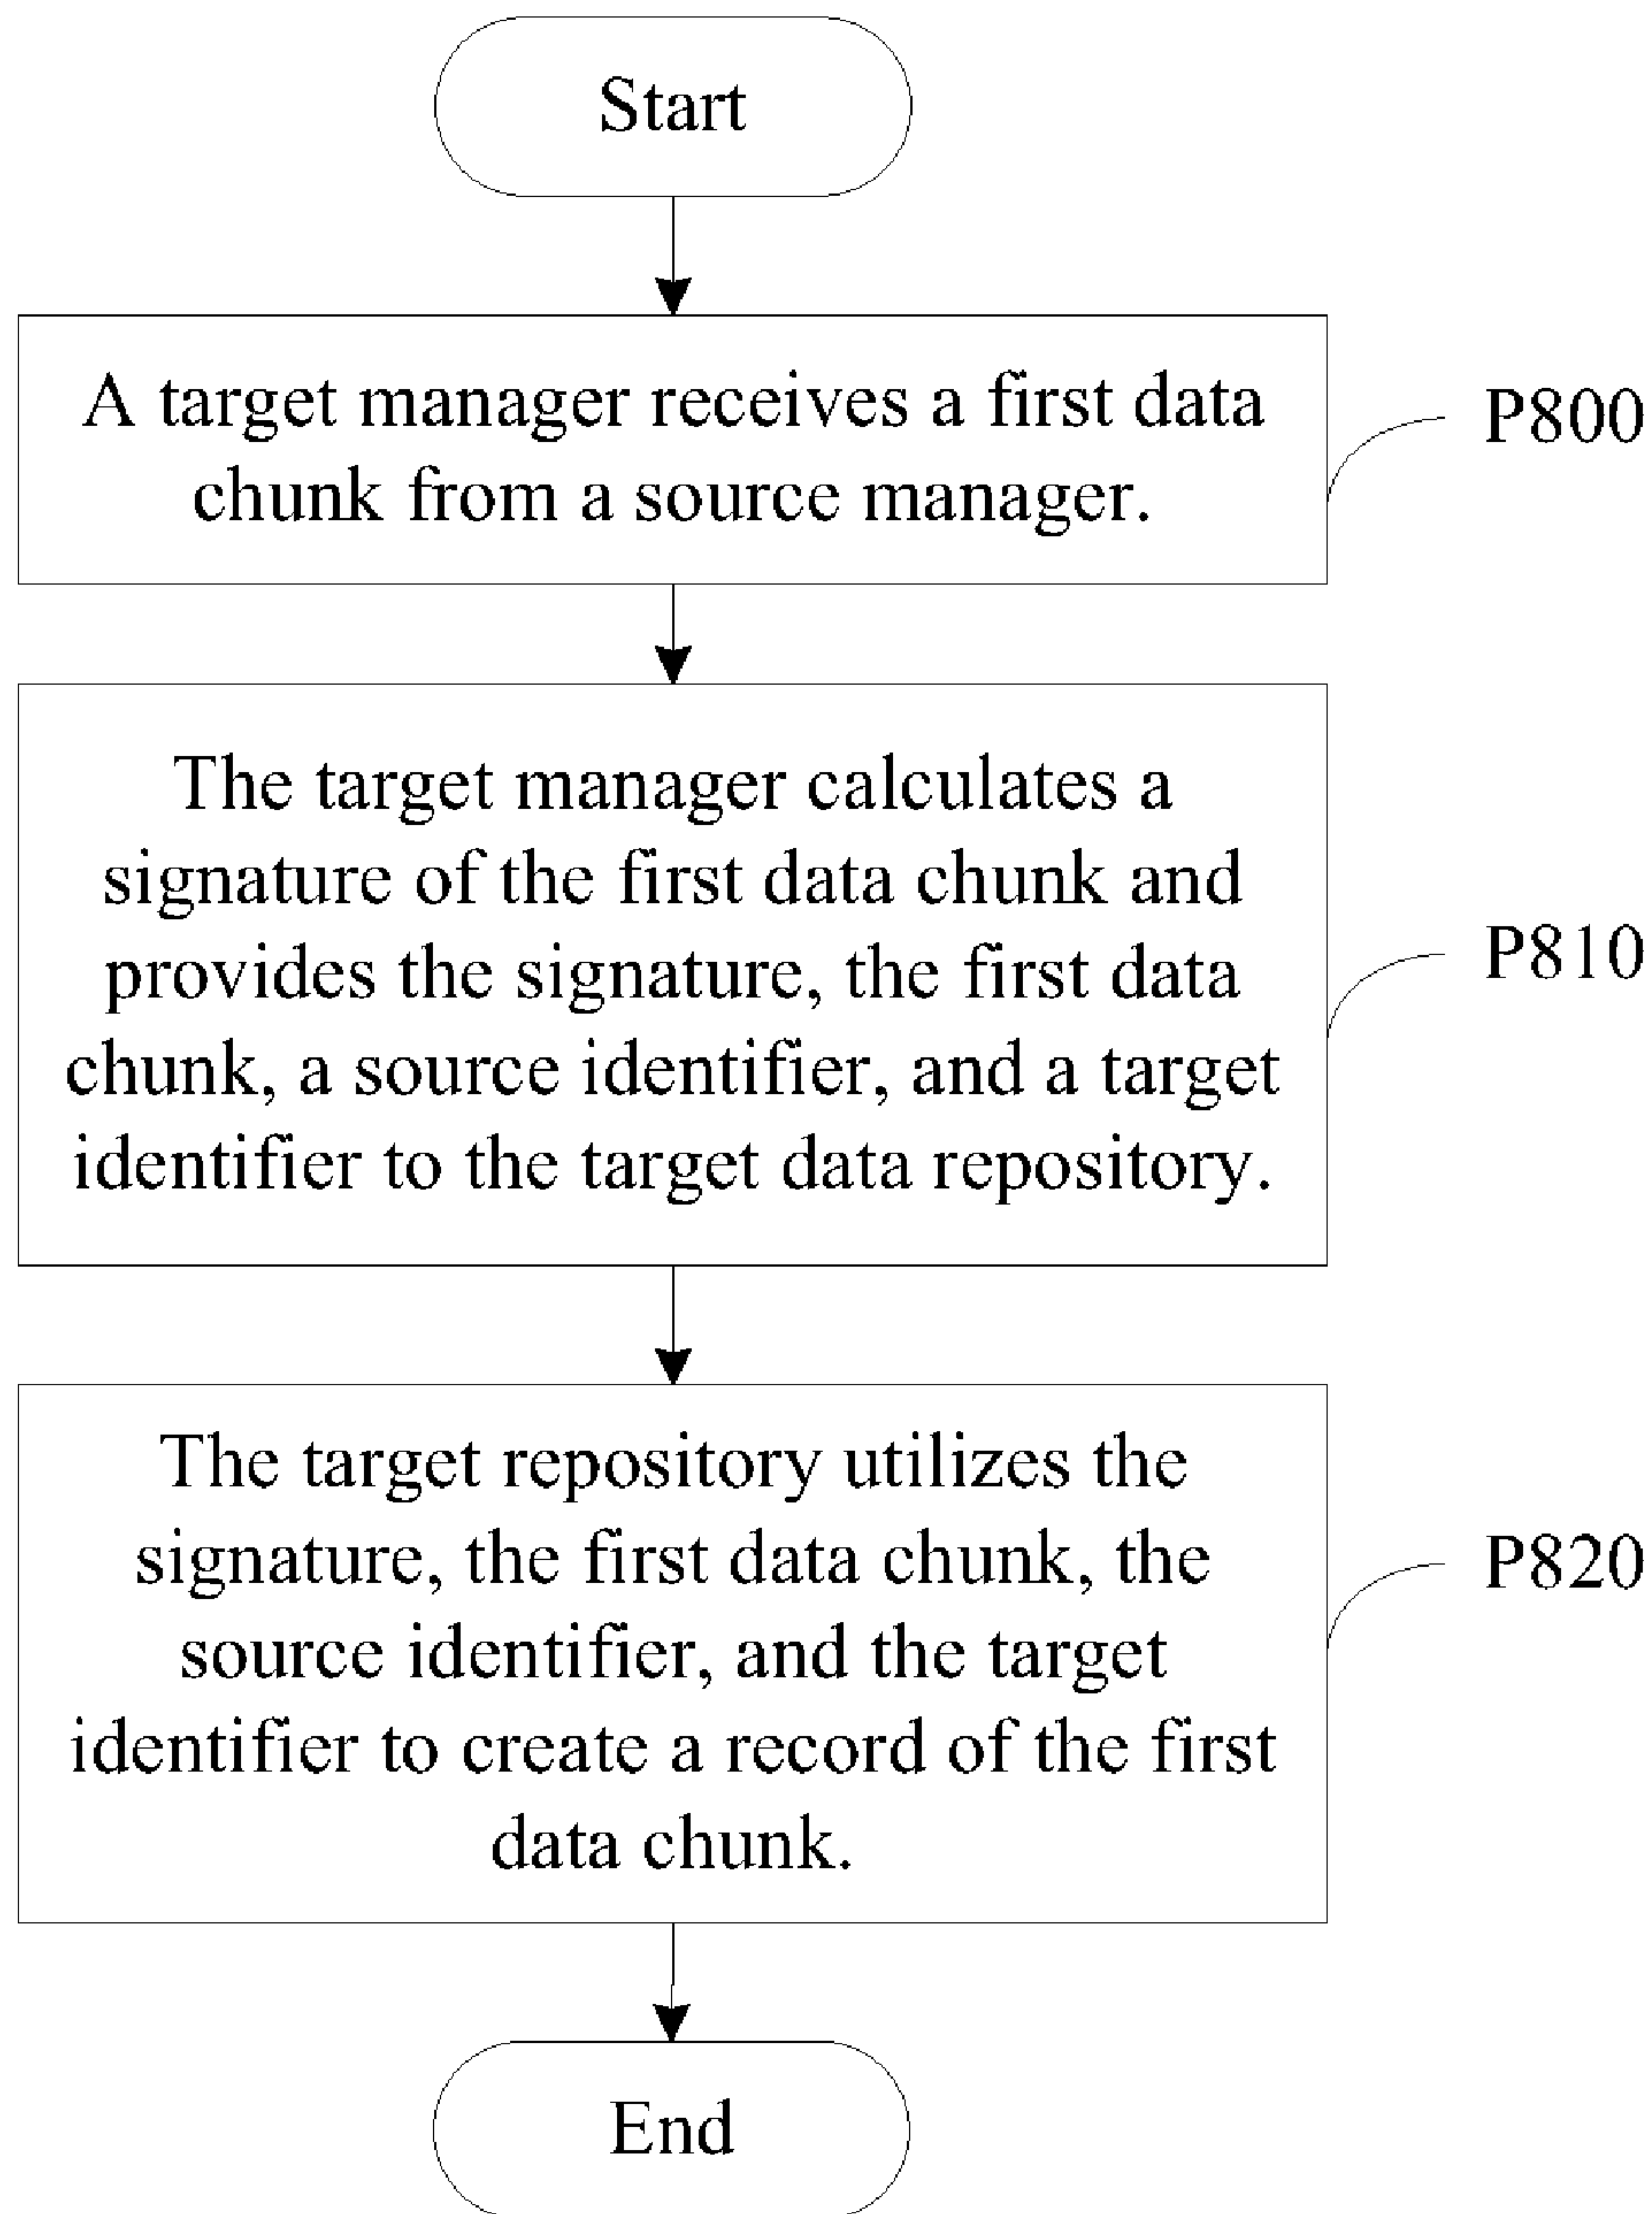 Start
A target manager receives a first data
chunk from a source manager.
P800
The target manager calculates a
signature of the first data chunk and
provides the signature, the first data
chunk, a source identifier, and a target
identifier to the target data repository.
P810
The target repository utilizes the
signature, the first data chunk, the
source identifier, and the target
identifier to create a record of the first
data chunk.
P820
End